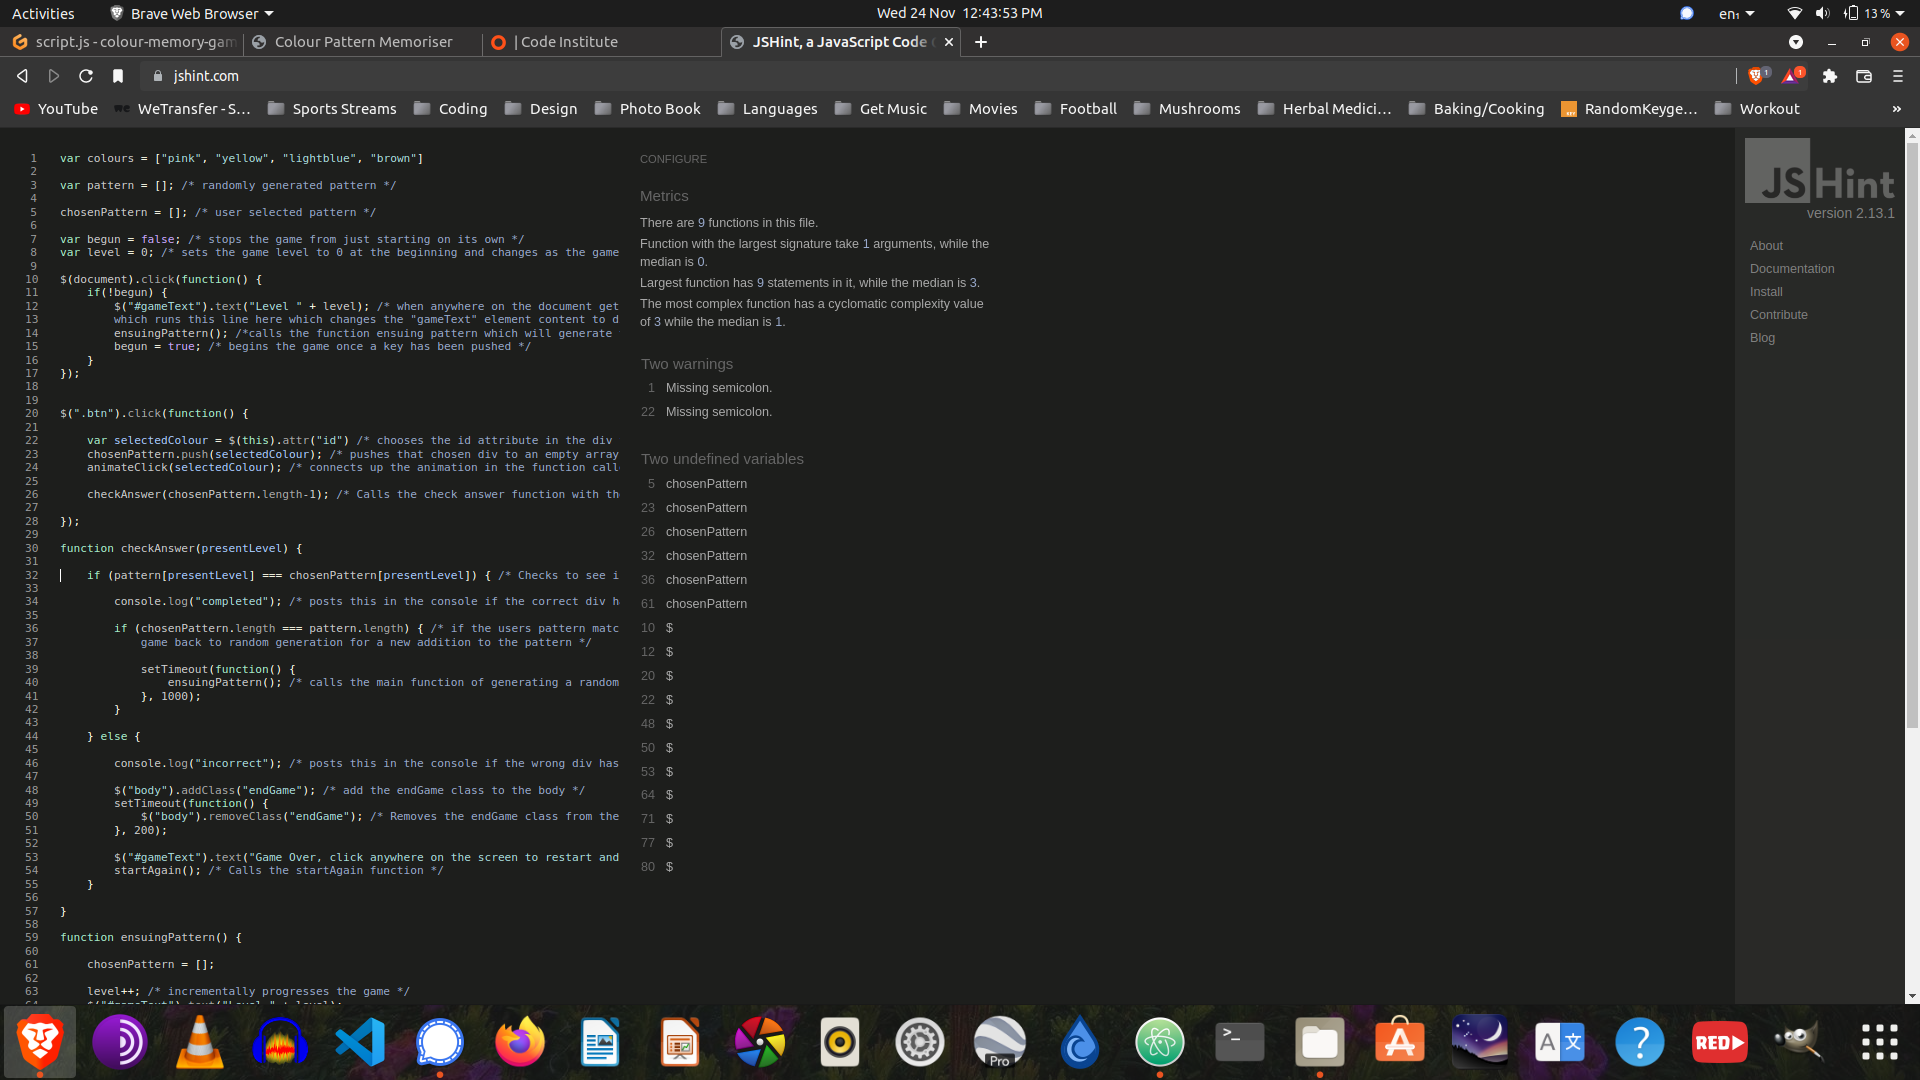 Activities
Brave Web Browser
Wed 24 Nov 12:43:53 PM
en₁
13 %
script.js - colour-memory-gam
Colour Pattern Memoriser
| Code Institute
JSHint, a JavaScript Code
jshint.com
1
1
YouTube
WeTransfer - S…
Sports Streams
Coding
Design
Photo Book
Languages
Get Music
Movies
Football
Mushrooms
Herbal Medici…
Baking/Cooking
RandomKeyge…
Workout
»
1 var colours = ["pink", "yellow", "lightblue", "brown"]
2
3 var pattern = []; /* randomly generated pattern */
4
5 chosenPattern = []; /* user selected pattern */
6
7 var begun = false; /* stops the game from just starting on its own */
8 var level = 0; /* sets the game level to 0 at the beginning and changes as the game
9
10 $(document).click(function() {
11 if(!begun) {
12 $("#gameText").text("Level " + level); /* when anywhere on the document get
13 which runs this line here which changes the "gameText" element content to d
14 ensuingPattern(); /*calls the function ensuing pattern which will generate
15 begun = true; /* begins the game once a key has been pushed */
16 }
17 });
18
19
20 $(".btn").click(function() {
21
22 var selectedColour = $(this).attr("id") /* chooses the id attribute in the div
23 chosenPattern.push(selectedColour); /* pushes that chosen div to an empty array
24 animateClick(selectedColour); /* connects up the animation in the function call
25
26 checkAnswer(chosenPattern.length-1); /* Calls the check answer function with th
27
28 });
29
30 function checkAnswer(presentLevel) {
31
32 if (pattern[presentLevel] === chosenPattern[presentLevel]) { /* Checks to see i
33
34 console.log("completed"); /* posts this in the console if the correct div h
35
36 if (chosenPattern.length === pattern.length) { /* if the users pattern matc
37 game back to random generation for a new addition to the pattern */
38
39 setTimeout(function() {
40 ensuingPattern(); /* calls the main function of generating a random
41 }, 1000);
42 }
43
44 } else {
45
46 console.log("incorrect"); /* posts this in the console if the wrong div has
47
48 $("body").addClass("endGame"); /* add the endGame class to the body */
49 setTimeout(function() {
50 $("body").removeClass("endGame"); /* Removes the endGame class from the
51 }, 200);
52
53 $("#gameText").text("Game Over, click anywhere on the screen to restart and
54 startAgain(); /* Calls the startAgain function */
55 }
56
57 }
58
59 function ensuingPattern() {
60
61 chosenPattern = [];
62
63 level++; /* incrementally progresses the game */
CONFIGURE
Metrics
There are 9 functions in this file.
Function with the largest signature take 1 arguments, while the
median is 0.
Largest function has 9 statements in it, while the median is 3.
The most complex function has a cyclomatic complexity value
of 3 while the median is 1.
Two warnings
1 Missing semicolon.
22 Missing semicolon.
Two undefined variables
5 chosenPattern
23 chosenPattern
26 chosenPattern
32 chosenPattern
36 chosenPattern
61 chosenPattern
10 $
12 $
20 $
22 $
48 $
50 $
53 $
64 $
71 $
77 $
80 $
JSHint
version 2.13.1
About
Documentation
Install
Contribute
Blog
Pro
>_
A 文
?
RED